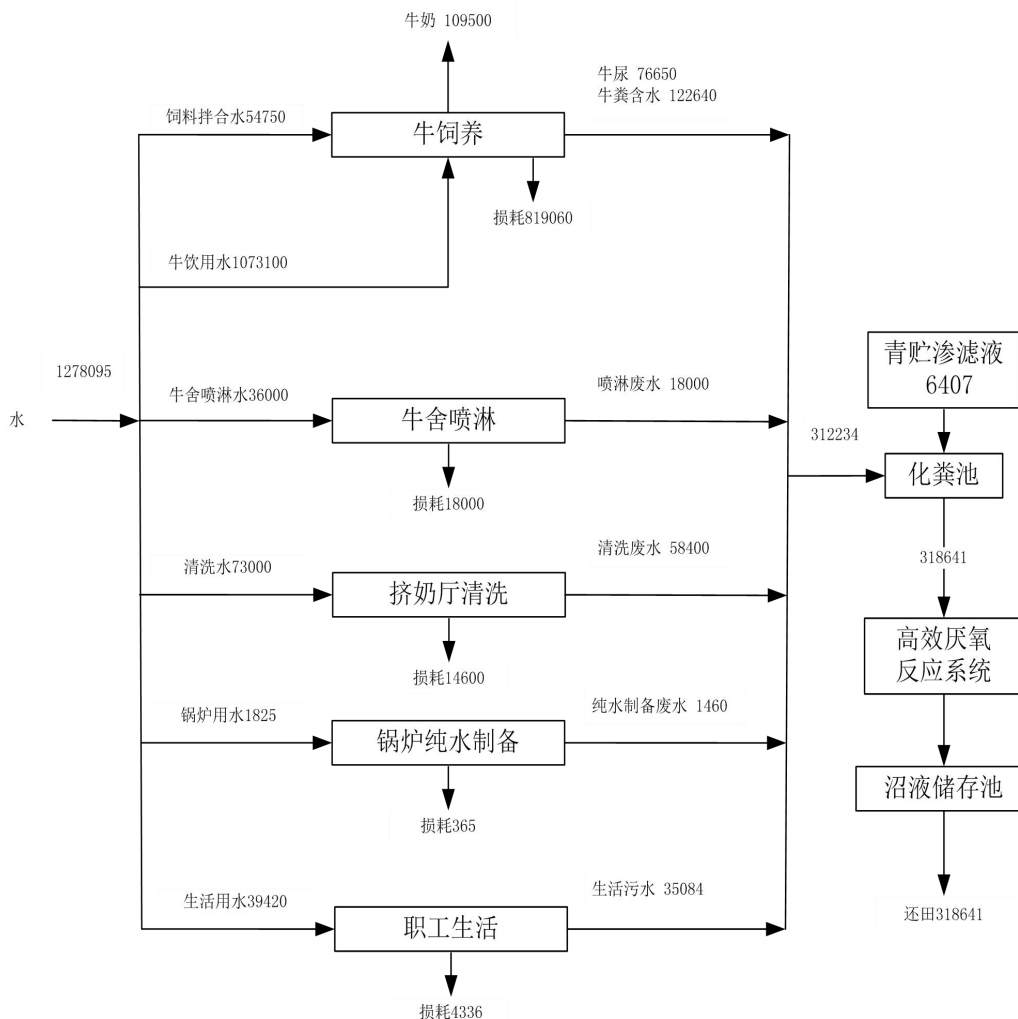 牛奶 109500
牛尿 76650
牛粪含水 122640
饲料拌合水54750
牛饲养
损耗819060
牛饮用水1073100
1278095
水
牛舍喷淋水36000
牛舍喷淋
喷淋废水 18000
损耗18000
青贮渗滤液
6407
312234
化粪池
清洗水73000
挤奶厅清洗
清洗废水 58400
损耗14600
318641
高效厌氧
反应系统
锅炉用水1825
锅炉纯水制备
纯水制备废水 1460
损耗365
沼液储存池
生活用水39420
职工生活
生活污水 35084
损耗4336
还田318641